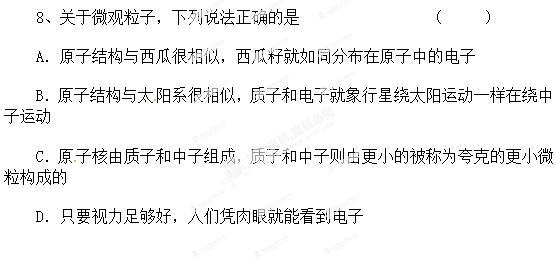 8、关于微观粒子，下列说法正确的是　　　　　　　　（　　）
A．原子结构与西瓜很相似，西瓜籽就如同分布在原子中的电子
B．原子结构与太阳系很相似，质子和电子就象行星绕太阳运动一样在绕中
子运动
C．原子核由质子和中子组成，质子和中子则由更小的被称为夸克的更小微
粒构成的
D．只要视力足够好，人们凭肉眼就能看到电子